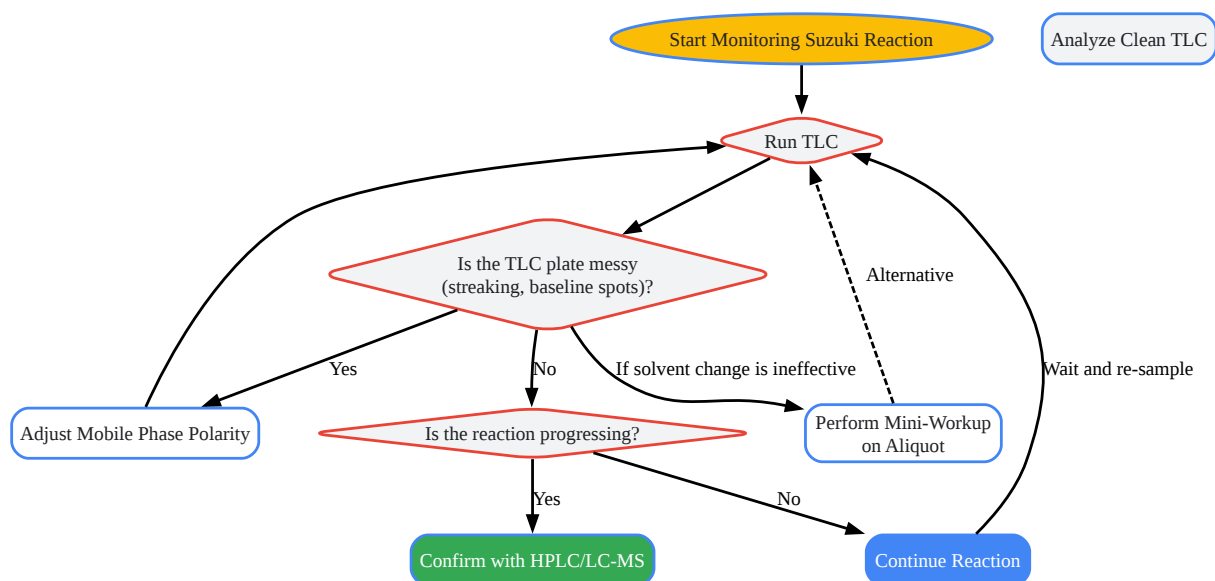 Start Monitoring Suzuki Reaction
Analyze Clean TLC
Run TLC
Is the TLC plate messy
(streaking, baseline spots)?
Alternative
Yes
No
If solvent change is ineffective
Wait and re-sample
Adjust Mobile Phase Polarity
Is the reaction progressing?
Perform Mini-Workup
on Aliquot
Yes
No
Confirm with HPLC/LC-MS
Continue Reaction